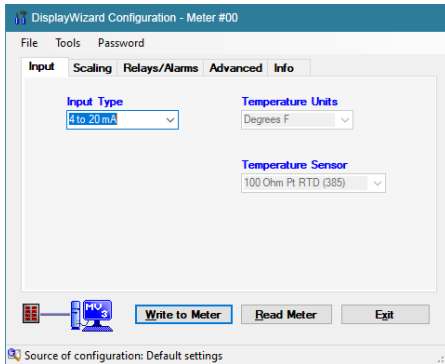 DisplayWizard Configuration - Meter #00
File Tools Password
Input Scaling Relays/Alarms Advanced Info
Input Type Temperature Units
4 to 20 mA Degrees F
Temperature Sensor
100 Ohm Pt RTD (385)
MV 3 Write to Meter Read Meter Exit
Source of configuration: Default settings